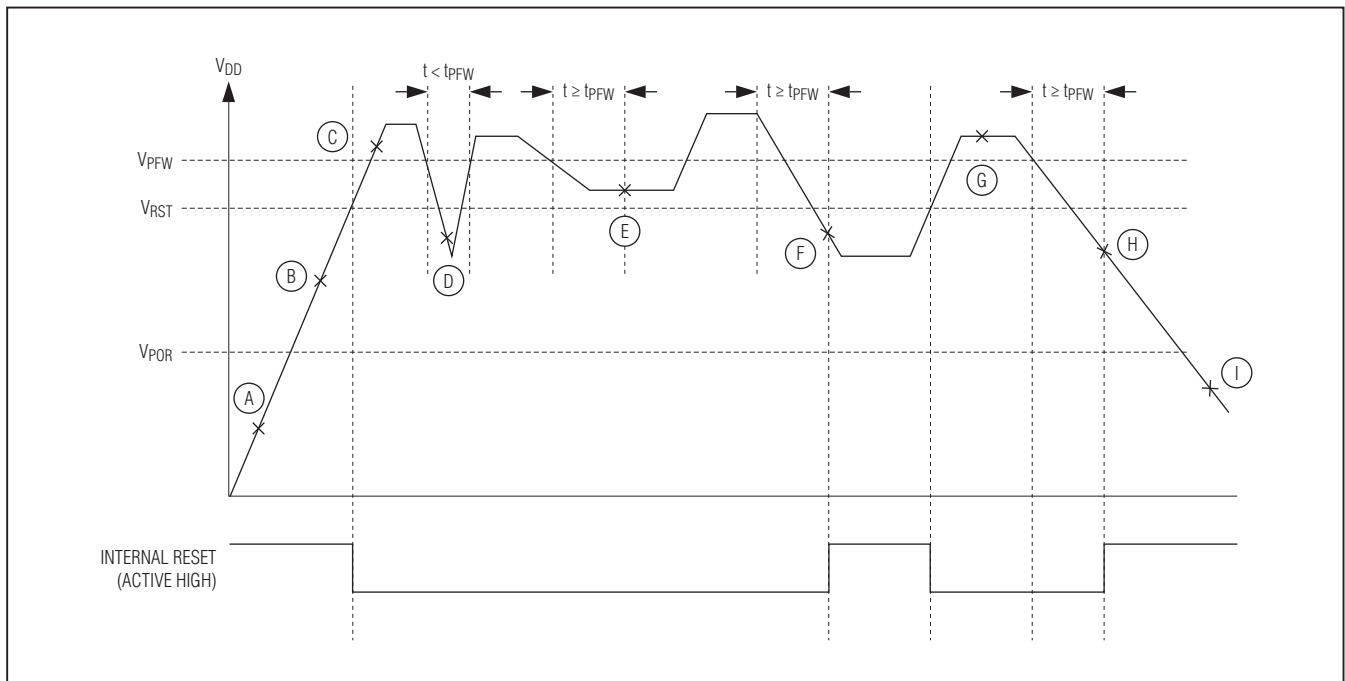 VDD
t < tPFW
t ≥ tPFW
t ≥ tPFW
t ≥ tPFW
C
VPFW
G
VRST
E
F
H
B
D
VPOR
I
A
INTERNAL RESET
(ACTIVE HIGH)